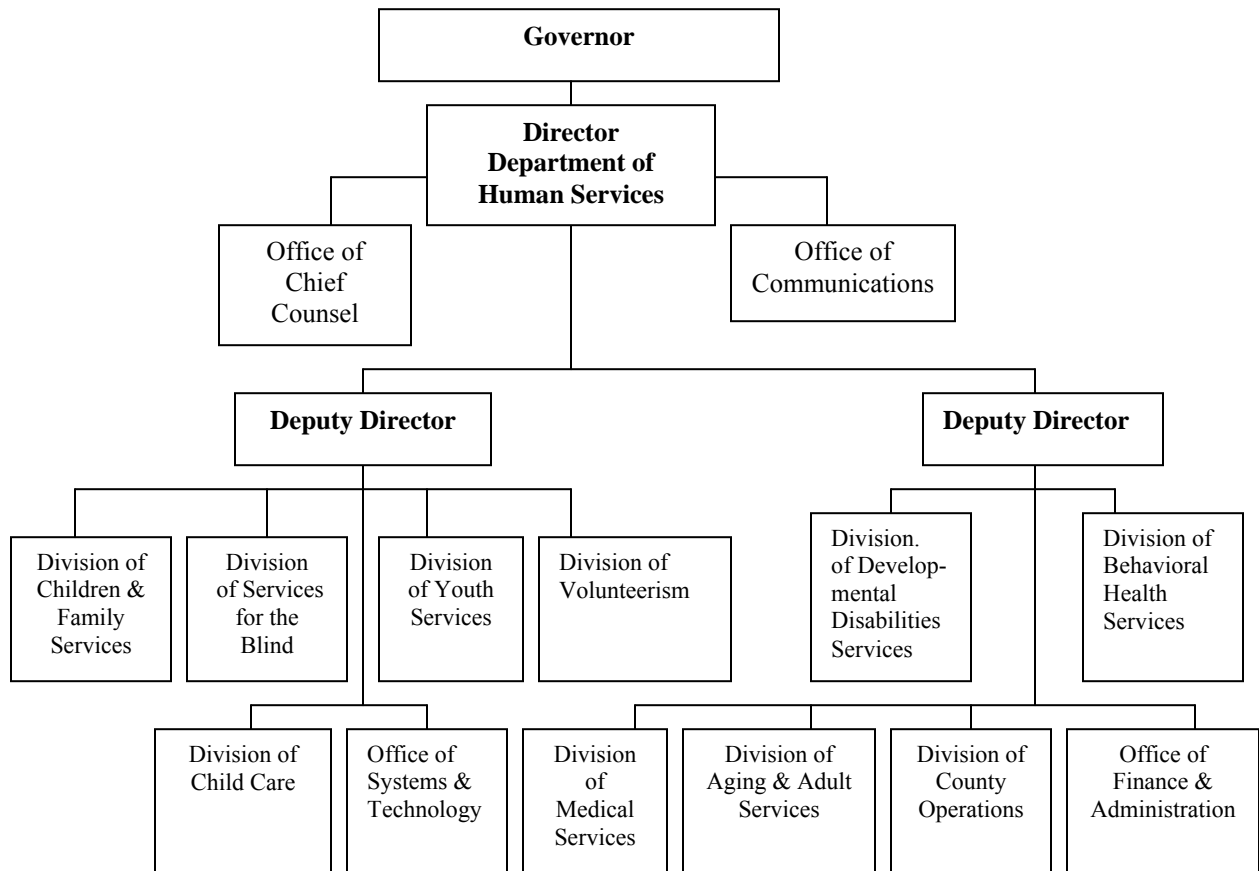 Governor
Director
Department of
Human Services
Office of
Chief
Counsel
Office of
Communications
Deputy Director
Deputy Director
Division of
Children &
Family
Services
Division
of Services
for the
Blind
Division
of Youth
Services
Division of
Volunteerism
Division.
of Develop-
mental
Disabilities
Services
Division of
Behavioral
Health
Services
Division of
Child Care
Office of
Systems &
Technology
Division
of
Medical
Services
Division of
Aging & Adult
Services
Division of
County
Operations
Office of
Finance &
Administration